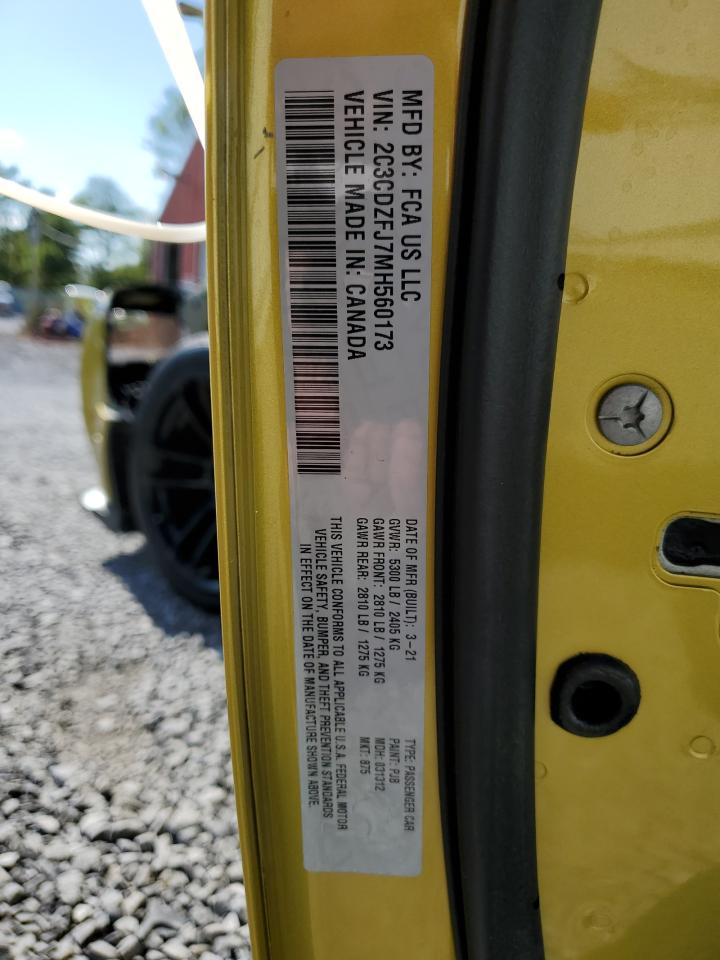 MFD BY: FCA US LLC
VIN: 2C3CDZFJ7MH560173
VEHICLE MADE IN: CANADA
DATE OF MFR (BUILT): 3-21
GVWR: 5300 LB / 2405 KG
GAWR FRONT: 2810 LB / 1275 KG
GAWR REAR: 2810 LB / 1275 KG
THIS VEHICLE CONFORMS TO ALL APPLICABLE U.S.A. FEDERAL MOTOR
VEHICLE SAFETY, BUMPER, AND THEFT PREVENTION STANDARDS
IN EFFECT ON THE DATE OF MANUFACTURE SHOWN ABOVE.
TYPE: PASSENGER CAR
PAINT: PJB
MDH: 031312
MKT: 875